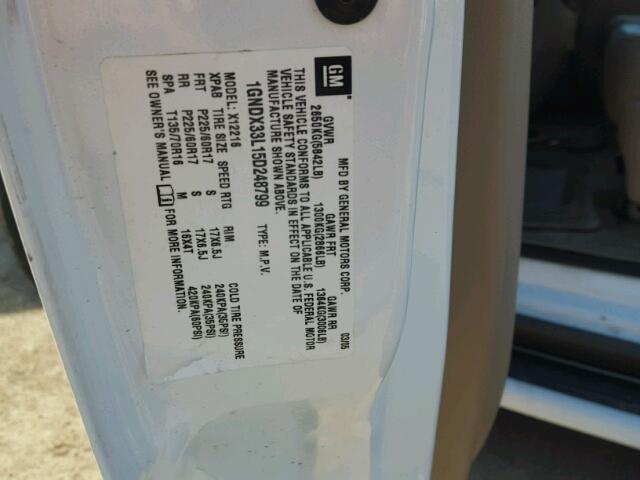 GM
MFD BY GENERAL MOTORS CORP. 03/05
GVWR GAWR FRT GAWR RR
2650KG(5842LB) 1300KG(2866LB) 1364KG(3006LB)
THIS VEHICLE CONFORMS TO ALL APPLICABLE U.S. FEDERAL MOTOR
VEHICLE SAFETY STANDARDS IN EFFECT ON THE DATE OF
MANUFACTURE SHOWN ABOVE.
1GNDX33L15D248799 TYPE: M.P.V.
MODEL: X12216
XPAB TIRE SIZE SPEED RTG RIM COLD TIRE PRESSURE
FRT P225/60R17 S 17X6.5J 240KPA(35PSI)
RR P225/60R17 S 17X6.5J 240KPA(35PSI)
SPA T135/70R16 M 16X4T 420KPA(60PSI)
SEE OWNER'S MANUAL FOR MORE INFORMATION.